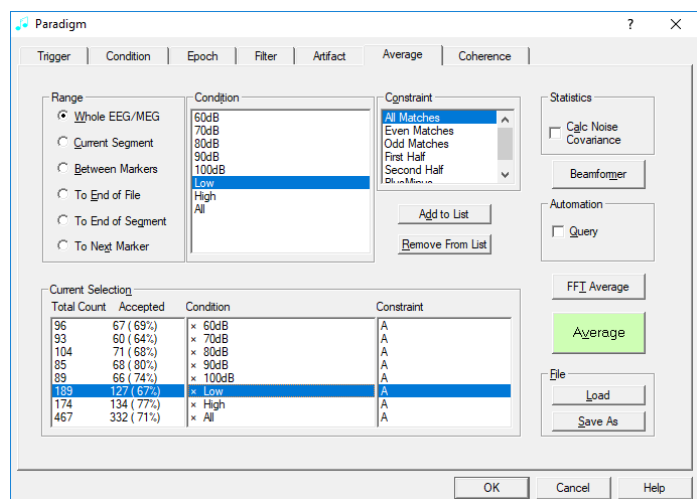 Paradigm
?
Trigger Condition Epoch Filter Artifact Average Coherence
Range
Whole EEG/MEG
Current Segment
Between Markers
To End of File
To End of Segment
To Next Marker
Condition
60dB
70dB
80dB
90dB
100dB
Low
High
All
Constraint
All Matches
Even Matches
Odd Matches
First Half
Second Half
PlusMinus
Add to List
Remove From List
Statistics
Calc Noise
Covariance
Beamformer
Automation
Query
FFT Average
Average
File
Load
Save As
Current Selection
Total Count Accepted Condition Constraint
96 67 ( 69%) × 60dB A
93 60 ( 64%) × 70dB A
104 71 ( 68%) × 80dB A
85 68 ( 80%) × 90dB A
89 66 ( 74%) × 100dB A
189 127 ( 67%) × Low A
174 134 ( 77%) × High A
467 332 ( 71%) × All A
OK Cancel Help